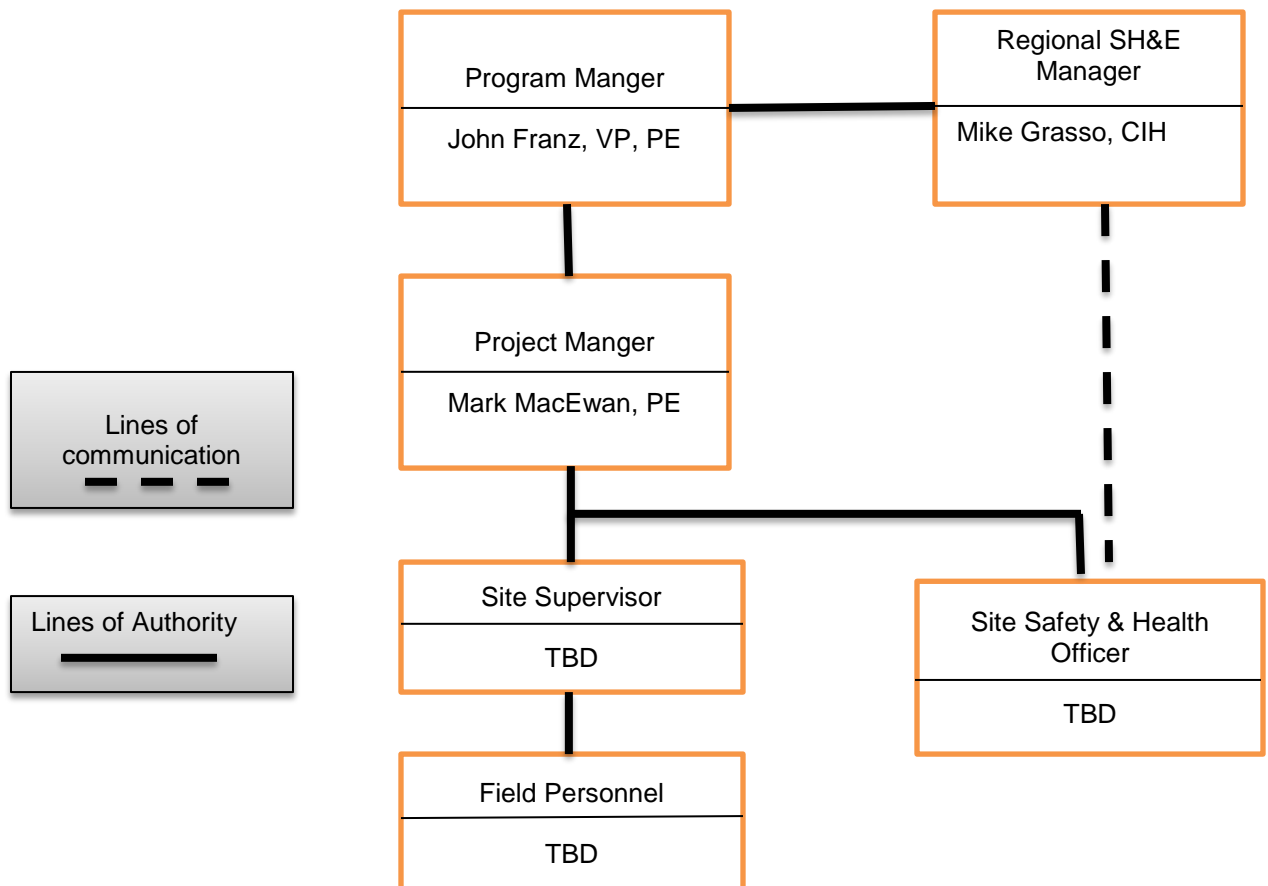 Program Manger
John Franz, VP, PE
Regional SH&E
Manager
Mike Grasso, CIH
Project Manger
Mark MacEwan, PE
Lines of
communication
Lines of Authority
Site Supervisor
TBD
Site Safety & Health
Officer
TBD
Field Personnel
TBD